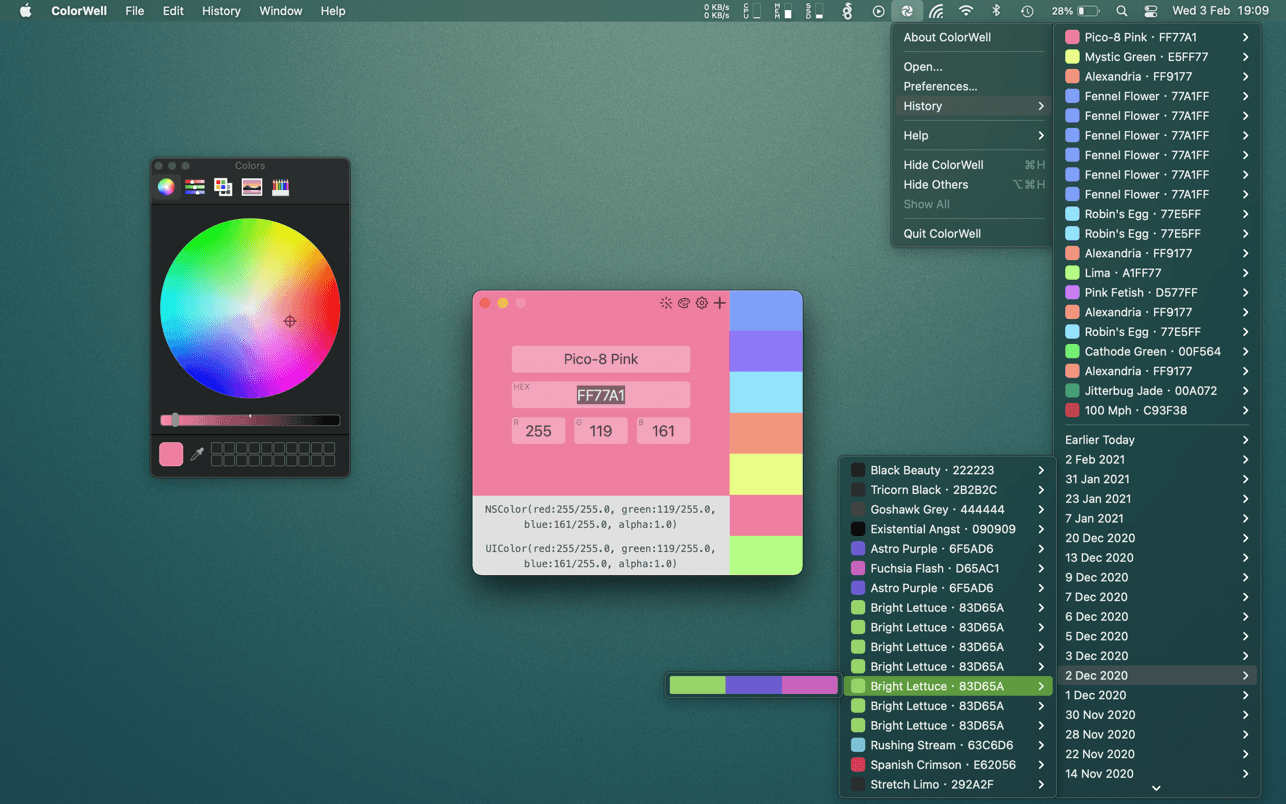 ColorWell File Edit History Window Help
0 KB/s
0 KB/s
CPU MEM SSD 28% Wed 3 Feb 19:09
About ColorWell
Open...
Preferences...
History
Help
Hide ColorWell ⌘H
Hide Others ⌥⌘H
Show All
Quit ColorWell
Pico-8 Pink · FF77A1
Mystic Green · E5FF77
Alexandria · FF9177
Fennel Flower · 77A1FF
Fennel Flower · 77A1FF
Fennel Flower · 77A1FF
Fennel Flower · 77A1FF
Fennel Flower · 77A1FF
Fennel Flower · 77A1FF
Robin's Egg · 77E5FF
Robin's Egg · 77E5FF
Alexandria · FF9177
Lima · A1FF77
Pink Fetish · D577FF
Alexandria · FF9177
Robin's Egg · 77E5FF
Cathode Green · 00F564
Alexandria · FF9177
Jitterbug Jade · 00A072
100 Mph · C93F38
Earlier Today
2 Feb 2021
31 Jan 2021
23 Jan 2021
7 Jan 2021
20 Dec 2020
13 Dec 2020
9 Dec 2020
7 Dec 2020
6 Dec 2020
5 Dec 2020
3 Dec 2020
2 Dec 2020
1 Dec 2020
30 Nov 2020
28 Nov 2020
22 Nov 2020
14 Nov 2020
Black Beauty · 222223
Tricorn Black · 2B2B2C
Goshawk Grey · 444444
Existential Angst · 090909
Astro Purple · 6F5AD6
Fuchsia Flash · D65AC1
Astro Purple · 6F5AD6
Bright Lettuce · 83D65A
Bright Lettuce · 83D65A
Bright Lettuce · 83D65A
Bright Lettuce · 83D65A
Bright Lettuce · 83D65A
Bright Lettuce · 83D65A
Bright Lettuce · 83D65A
Rushing Stream · 63C6D6
Spanish Crimson · E62056
Stretch Limo · 292A2F
Colors
Pico-8 Pink
HEX FF77A1
R 255 G 119 B 161
NSColor(red:255/255.0, green:119/255.0,
blue:161/255.0, alpha:1.0)
UIColor(red:255/255.0, green:119/255.0,
blue:161/255.0, alpha:1.0)